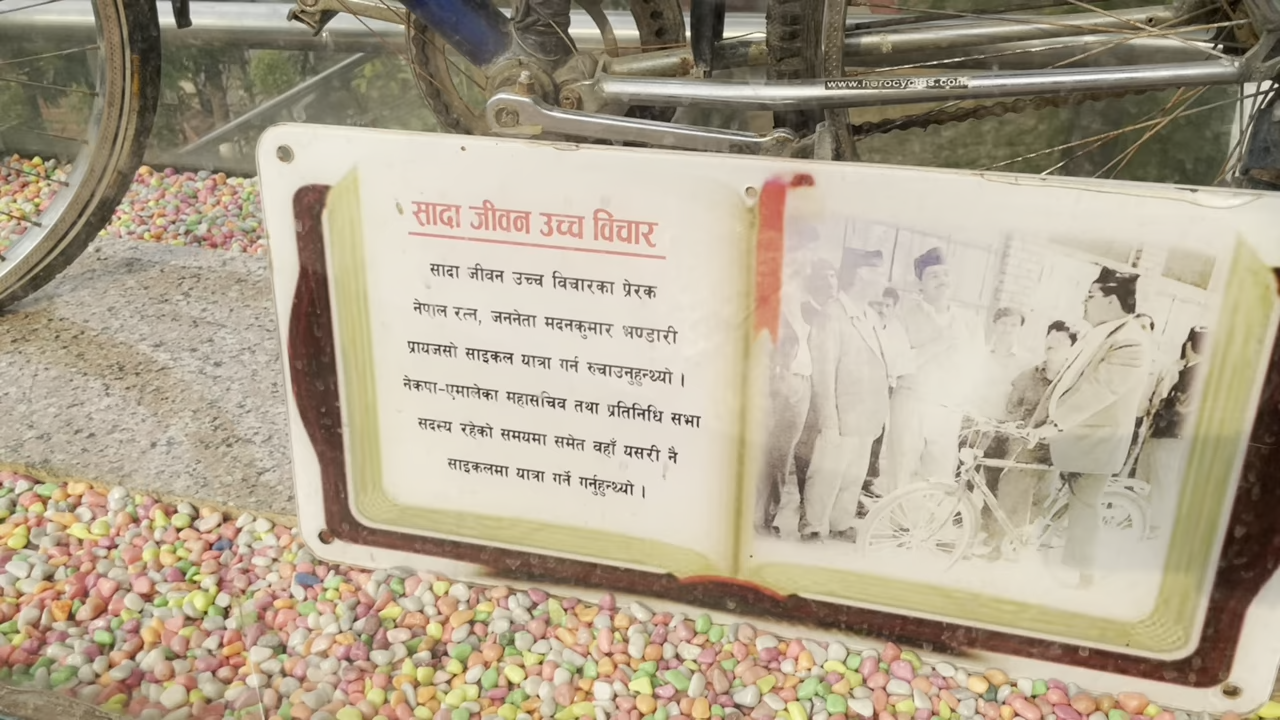 www.herocycles.com
सादा जीवन उच्च विचार
सादा जीवन उच्च विचारका प्रेरक
नेपाल रत्न, जननेता मदनकुमार भण्डारी
प्रायजसो साइकल यात्रा गर्न रुचाउनुहुन्थ्यो ।
नेकपा-एमालेका महासचिव तथा प्रतिनिधि सभा
सदस्य रहेको समयमा समेत वहाँ यसरी नै
साइकलमा यात्रा गर्ने गर्नुहुन्थ्यो ।